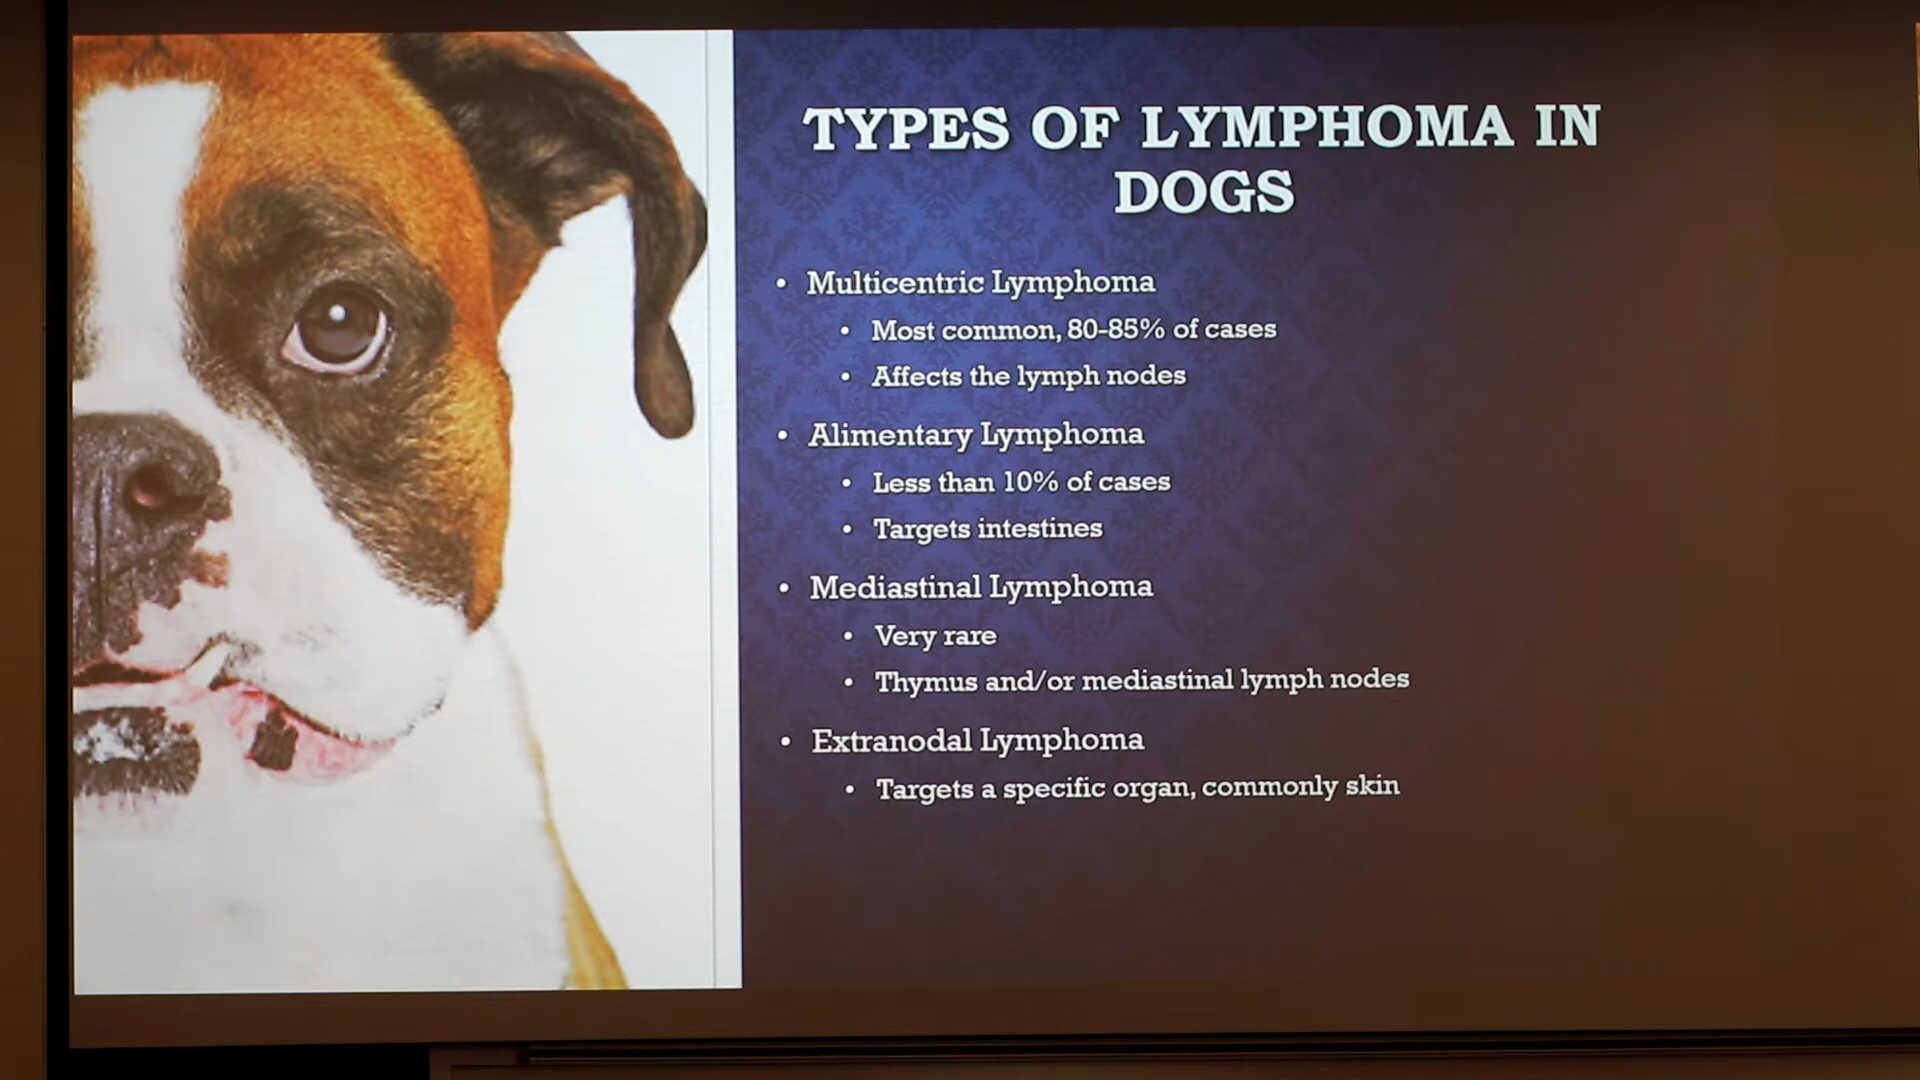 TYPES OF LYMPHOMA IN
DOGS
• Multicentric Lymphoma
• Most common, 80-85% of cases
• Affects the lymph nodes
• Alimentary Lymphoma
• Less than 10% of cases
• Targets intestines
• Mediastinal Lymphoma
• Very rare
• Thymus and/or mediastinal lymph nodes
• Extranodal Lymphoma
• Targets a specific organ, commonly skin